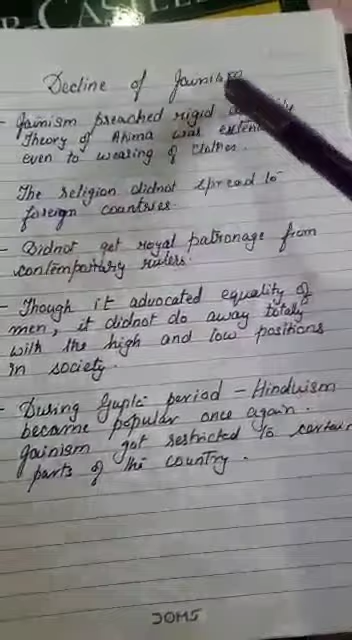 R-CAS
Decline of Jainism
- Jainism preached rigid
Theory of Ahimsa was extend
even to wearing of clothes.
The religion didnot spread to
foreign countries.
- Didnot get royal patronage from
contemporary rulers.
- Though it advocated equality of
men, it didnot do away totally
with the high and low positions
in society.
- During Gupta period - Hinduism
became popular once again.
Jainism got restricted to certain
parts of the country.
JOMS